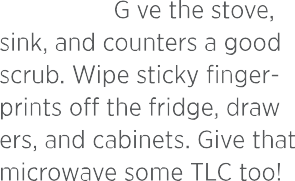 G ve the stove,
sink, and counters a good
scrub. Wipe sticky finger-
prints off the fridge, draw
ers, and cabinets. Give that
microwave some TLC too!